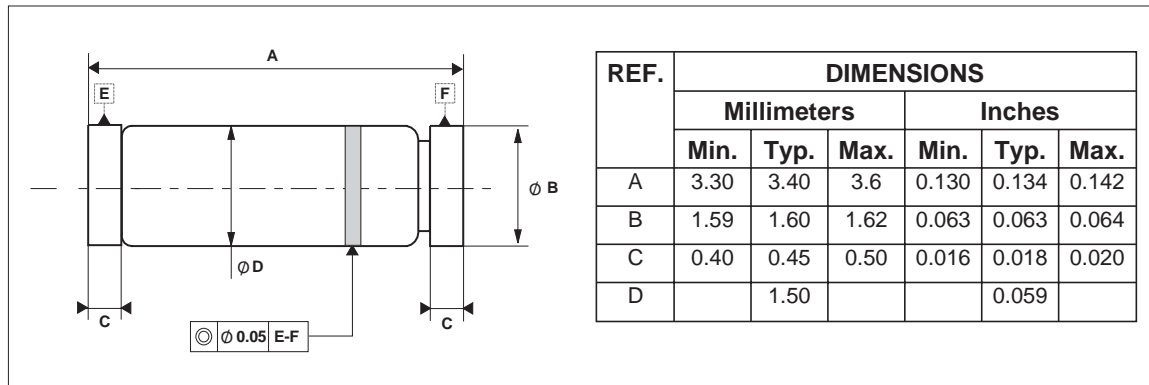 A
E
F
ϕ B
ϕ D
C
C
◎ ϕ 0.05 E-F
REF. DIMENSIONS
Millimeters Inches
Min. Typ. Max. Min. Typ. Max.
A 3.30 3.40 3.6 0.130 0.134 0.142
B 1.59 1.60 1.62 0.063 0.063 0.064
C 0.40 0.45 0.50 0.016 0.018 0.020
D 1.50 0.059